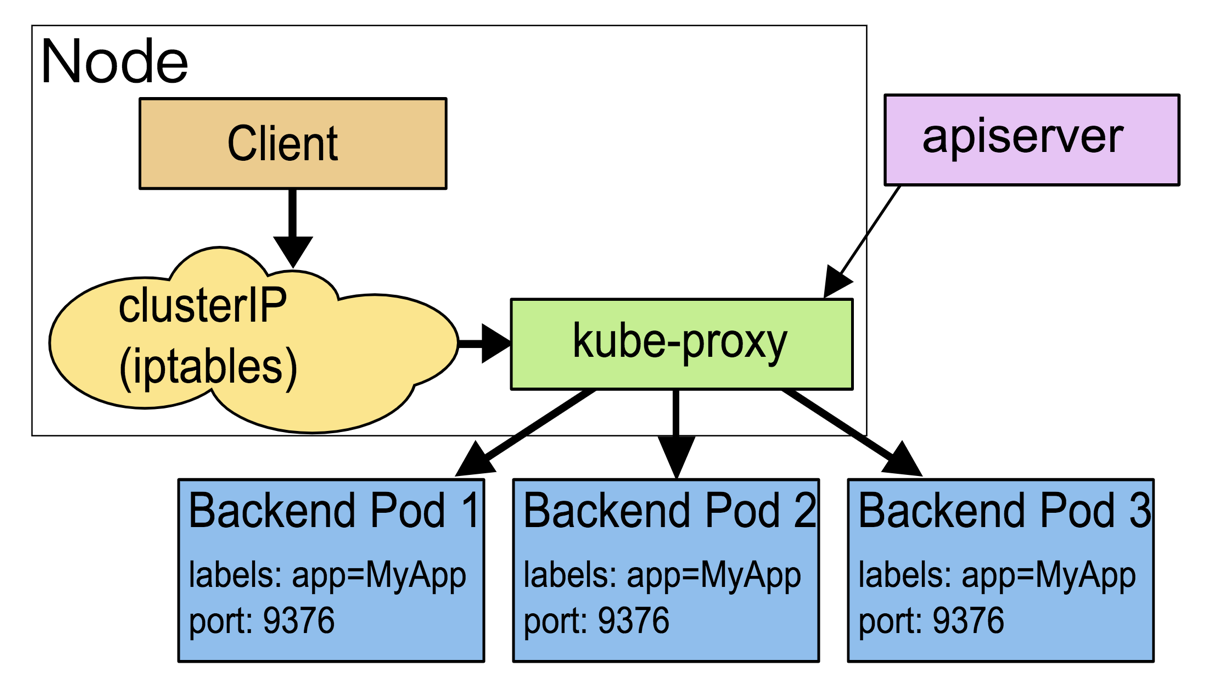 Node
Client
apiserver
clusterIP
(iptables)
kube-proxy
Backend Pod 1
labels: app=MyApp
port: 9376
Backend Pod 2
labels: app=MyApp
port: 9376
Backend Pod 3
labels: app=MyApp
port: 9376